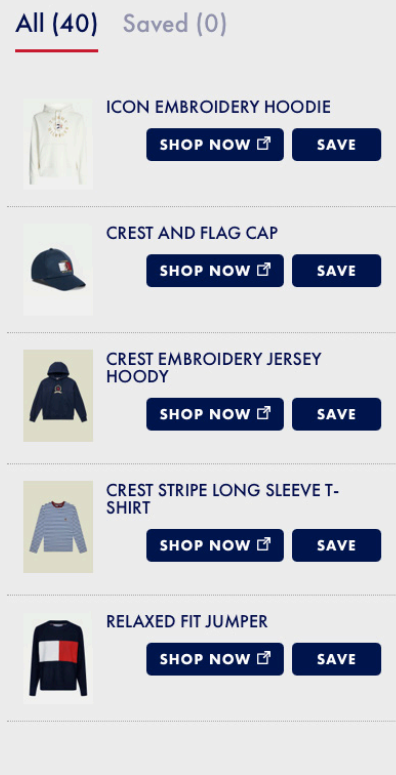 All (40) Saved (0)
ICON EMBROIDERY HOODIE
SHOP NOW SAVE
CREST AND FLAG CAP
SHOP NOW SAVE
CREST EMBROIDERY JERSEY
HOODY
SHOP NOW SAVE
CREST STRIPE LONG SLEEVE T-
SHIRT
SHOP NOW SAVE
RELAXED FIT JUMPER
SHOP NOW SAVE